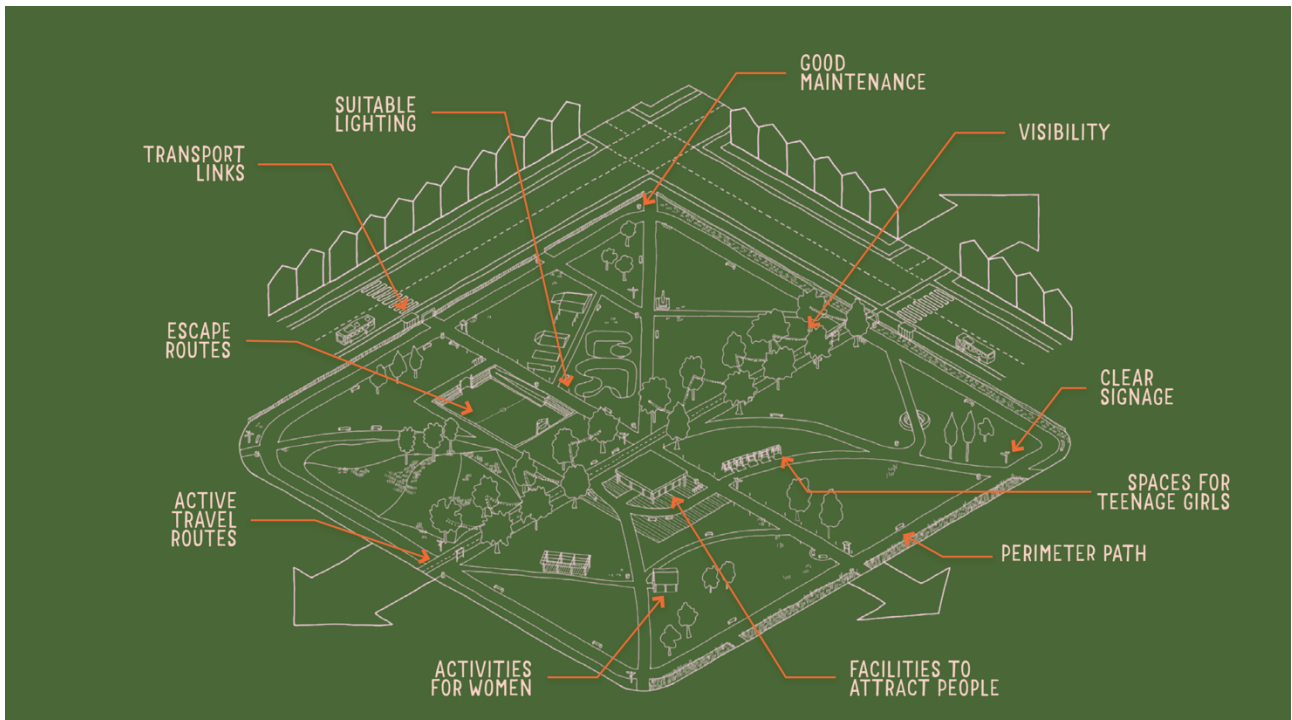 GOOD
MAINTENANCE
SUITABLE
LIGHTING
VISIBILITY
TRANSPORT
LINKS
ESCAPE
ROUTES
CLEAR
SIGNAGE
SPACES FOR
TEENAGE GIRLS
ACTIVE
TRAVEL
ROUTES
PERIMETER PATH
ACTIVITIES
FOR WOMEN
FACILITIES TO
ATTRACT PEOPLE